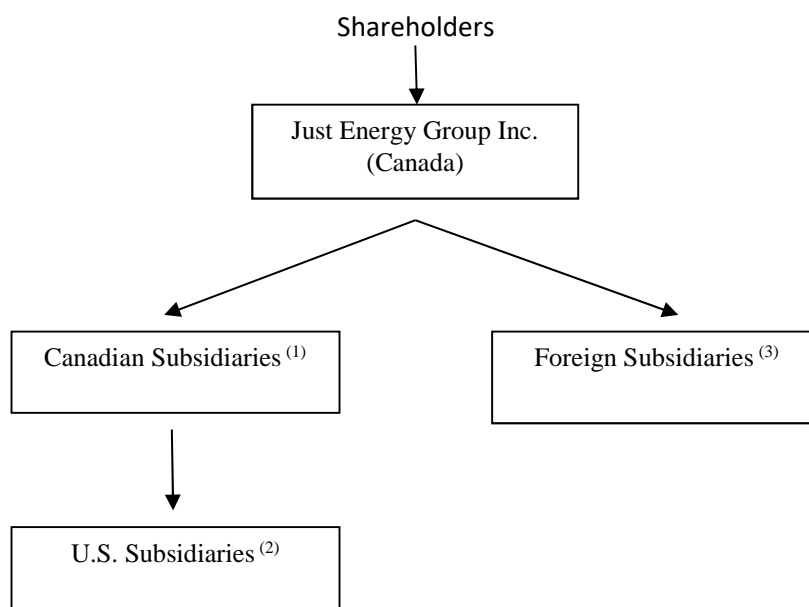 Shareholders
Just Energy Group Inc.
(Canada)
Canadian Subsidiaries (1)
Foreign Subsidiaries (3)
U.S. Subsidiaries (2)